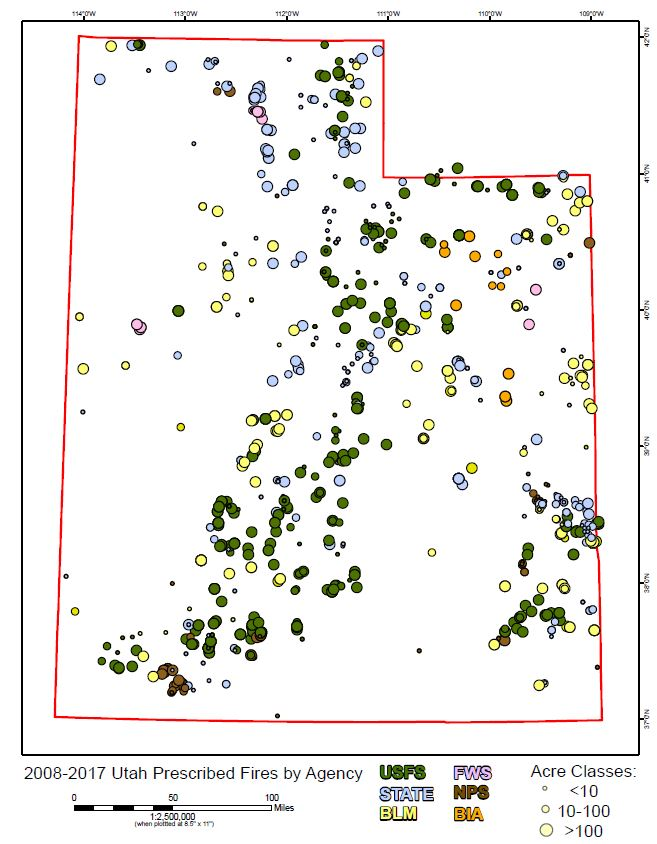 114°0'W 113°0'W 112°0'W 111°0'W 110°0'W 109°0'W
42°0'N
41°0'N
40°0'N
39°0'N
38°0'N
37°0'N
2008-2017 Utah Prescribed Fires by Agency
0 50 100
Miles
1:2,500,000
(when plottted at 8.5" x 11")
USFS FWS
STATE NPS
BLM BIA
Acre Classes:
<10
10-100
>100